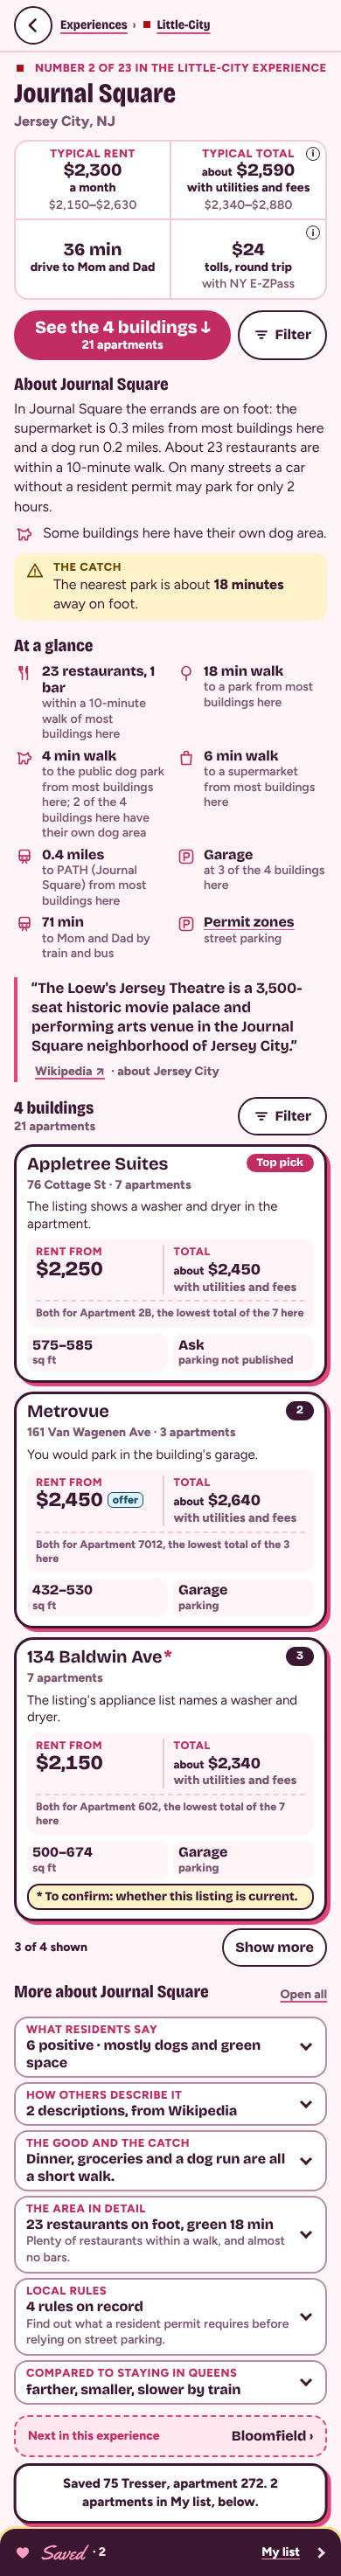 Experiences › Little-City
NUMBER 2 OF 23 IN THE LITTLE-CITY EXPERIENCE
Journal Square
Jersey City, NJ
TYPICAL RENT
$2,300
a month
$2,150–$2,630
TYPICAL TOTAL
about $2,590
with utilities and fees
$2,340–$2,880
36 min
drive to Mom and Dad
$24
tolls, round trip
with NY E-ZPass
See the 4 buildings ↓
21 apartments
Filter
About Journal Square
In Journal Square the errands are on foot: the
supermarket is 0.3 miles from most buildings here
and a dog run 0.2 miles. About 23 restaurants are
within a 10-minute walk. On many streets a car
without a resident permit may park for only 2
hours.
Some buildings here have their own dog area.
THE CATCH
The nearest park is about 18 minutes
away on foot.
At a glance
23 restaurants, 1
bar
within a 10-minute
walk of most
buildings here
18 min walk
to a park from most
buildings here
4 min walk
to the public dog park
from most buildings
here; 2 of the 4
buildings here have
their own dog area
6 min walk
to a supermarket
from most buildings
here
0.4 miles
to PATH (Journal
Square) from most
buildings here
Garage
at 3 of the 4 buildings
here
71 min
to Mom and Dad by
train and bus
Permit zones
street parking
“The Loew's Jersey Theatre is a 3,500-
seat historic movie palace and
performing arts venue in the Journal
Square neighborhood of Jersey City.”
Wikipedia ↗ · about Jersey City
4 buildings
21 apartments
Filter
Appletree Suites
Top pick
76 Cottage St · 7 apartments
The listing shows a washer and dryer in the
apartment.
RENT FROM
$2,250
TOTAL
about $2,450
with utilities and fees
Both for Apartment 2B, the lowest total of the 7 here
575–585
sq ft
Ask
parking not published
Metrovue
2
161 Van Wagenen Ave · 3 apartments
You would park in the building's garage.
RENT FROM
$2,450 offer
TOTAL
about $2,640
with utilities and fees
Both for Apartment 7012, the lowest total of the 3
here
432–530
sq ft
Garage
parking
134 Baldwin Ave*
3
7 apartments
The listing's appliance list names a washer and
dryer.
RENT FROM
$2,150
TOTAL
about $2,340
with utilities and fees
Both for Apartment 602, the lowest total of the 7
here
500–674
sq ft
Garage
parking
* To confirm: whether this listing is current.
3 of 4 shown
Show more
More about Journal Square
Open all
WHAT RESIDENTS SAY
6 positive · mostly dogs and green
space
HOW OTHERS DESCRIBE IT
2 descriptions, from Wikipedia
THE GOOD AND THE CATCH
Dinner, groceries and a dog run are all
a short walk.
THE AREA IN DETAIL
23 restaurants on foot, green 18 min
Plenty of restaurants within a walk, and almost
no bars.
LOCAL RULES
4 rules on record
Find out what a resident permit requires before
relying on street parking.
COMPARED TO STAYING IN QUEENS
farther, smaller, slower by train
Next in this experience
Bloomfield ›
Saved 75 Tresser, apartment 272. 2
apartments in My list, below.
Saved · 2
My list